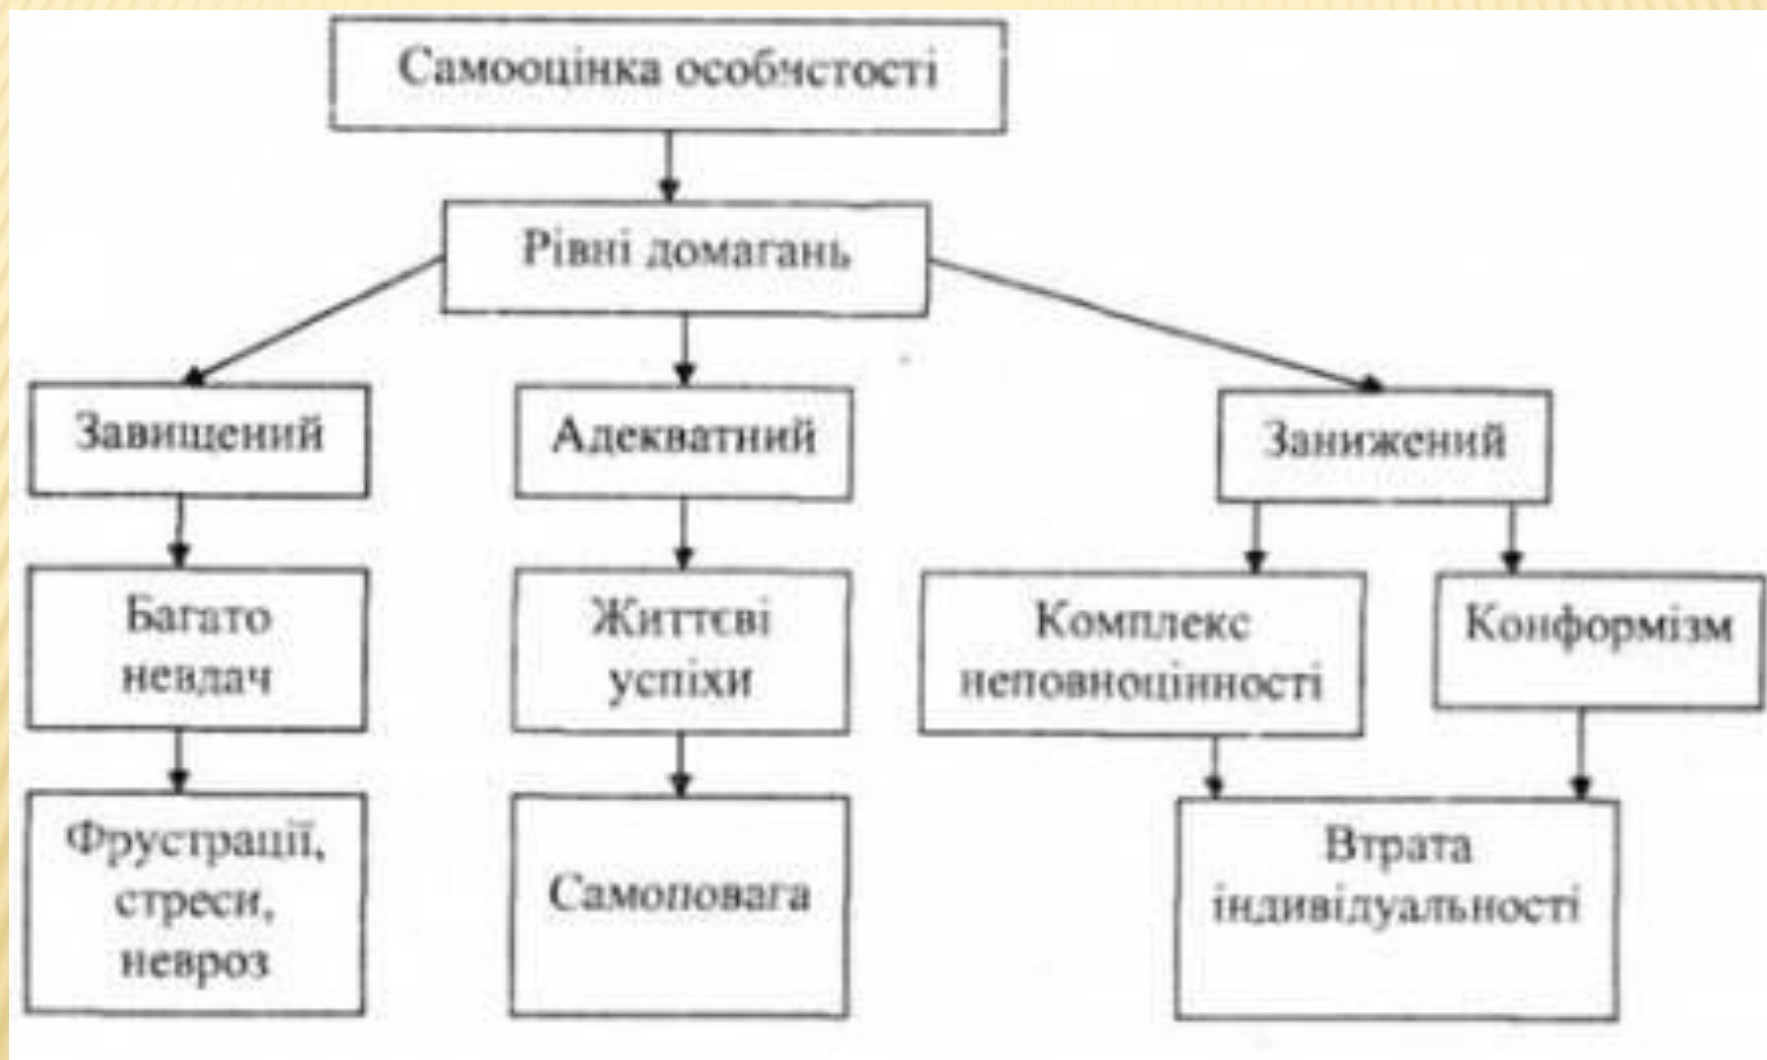 Самооцінка особистості
Рівні домагань
Завищений
Адекватний
Занижений
Багато
невдач
Життєві
успіхи
Комплекс
неповноцінності
Конформізм
Фрустрації,
стреси,
невроз
Самоповага
Втрата
індивідуальності